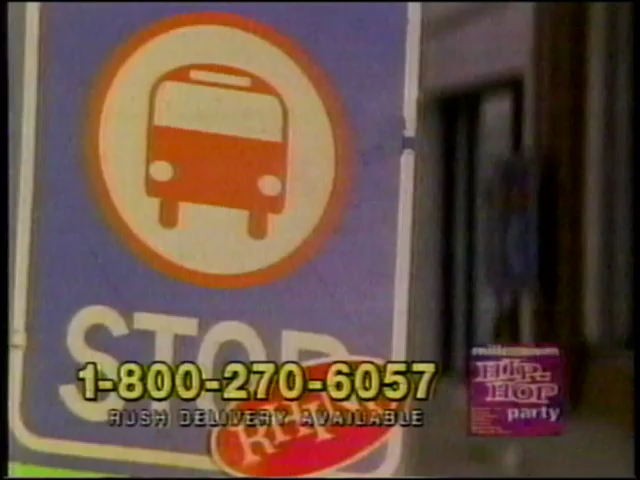 STOP
1-800-270-6057
RUSH DELIVERY AVAILABLE
millennium
HIP-
HOP
party